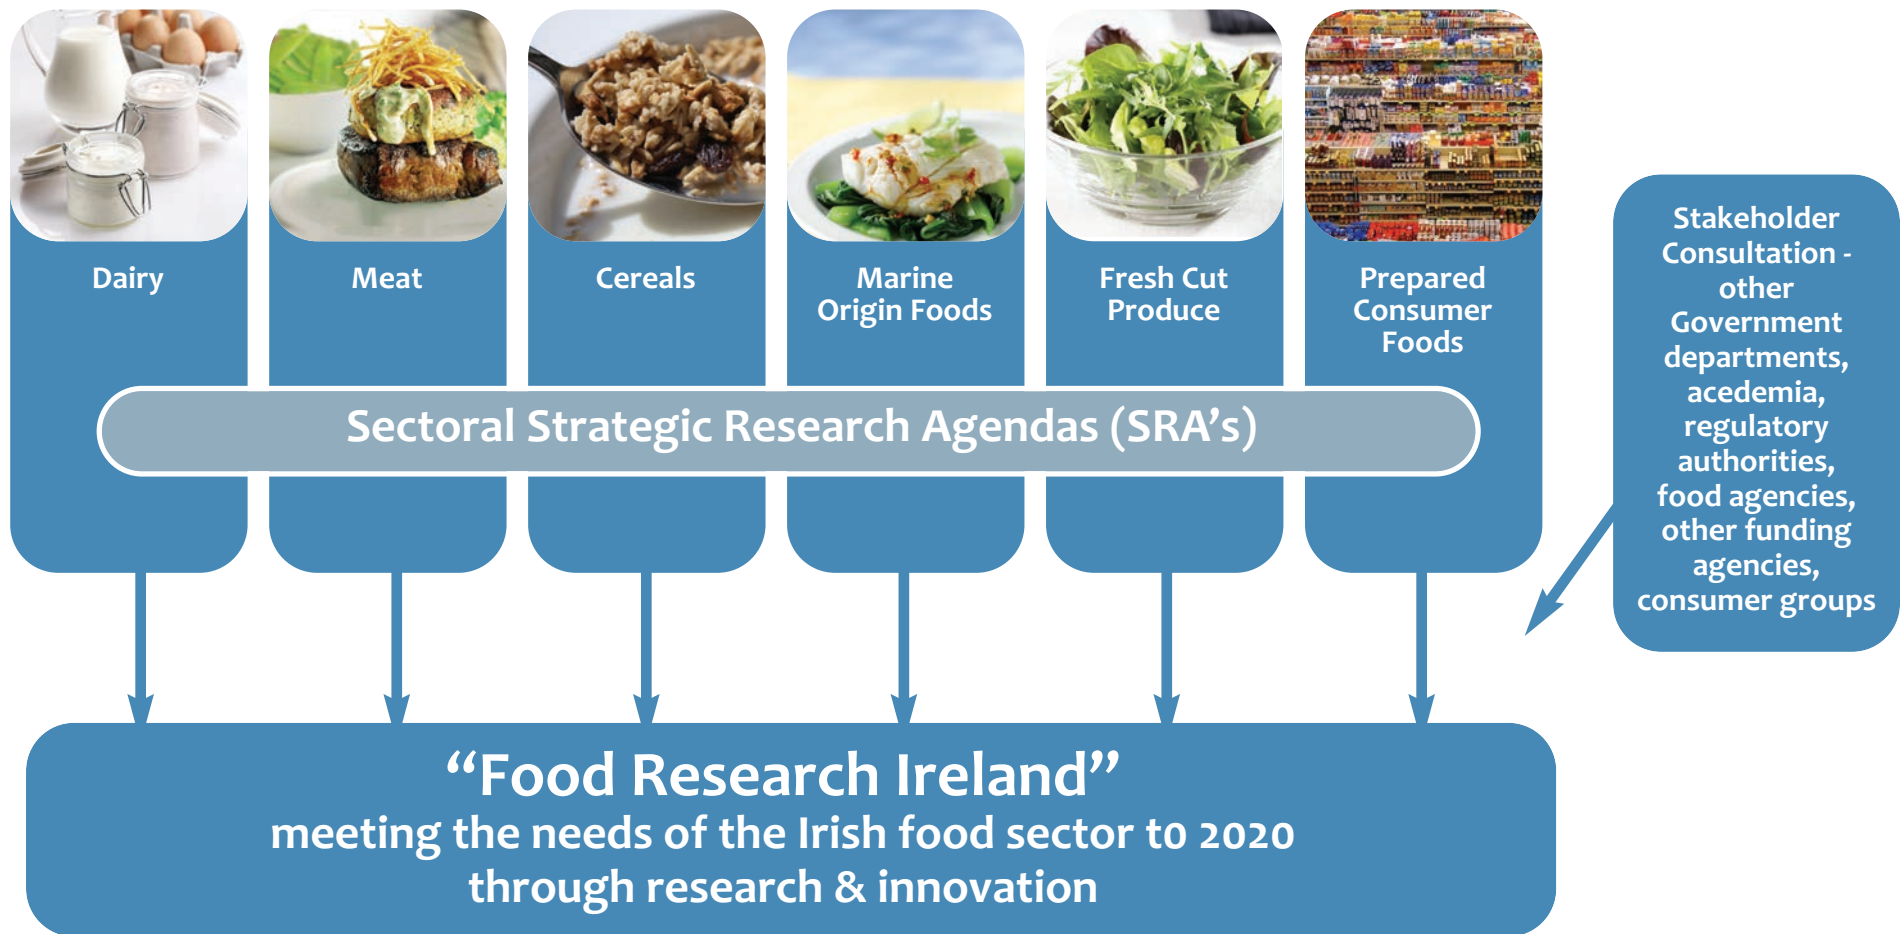 Dairy
Meat
Cereals
Marine
Origin Foods
Fresh Cut
Produce
Prepared
Consumer
Foods
Sectoral Strategic Research Agendas (SRA’s)
Stakeholder
Consultation -
other
Government
departments,
acedemia,
regulatory
authorities,
food agencies,
other funding
agencies,
consumer groups
“Food Research Ireland”
meeting the needs of the Irish food sector t0 2020
through research & innovation